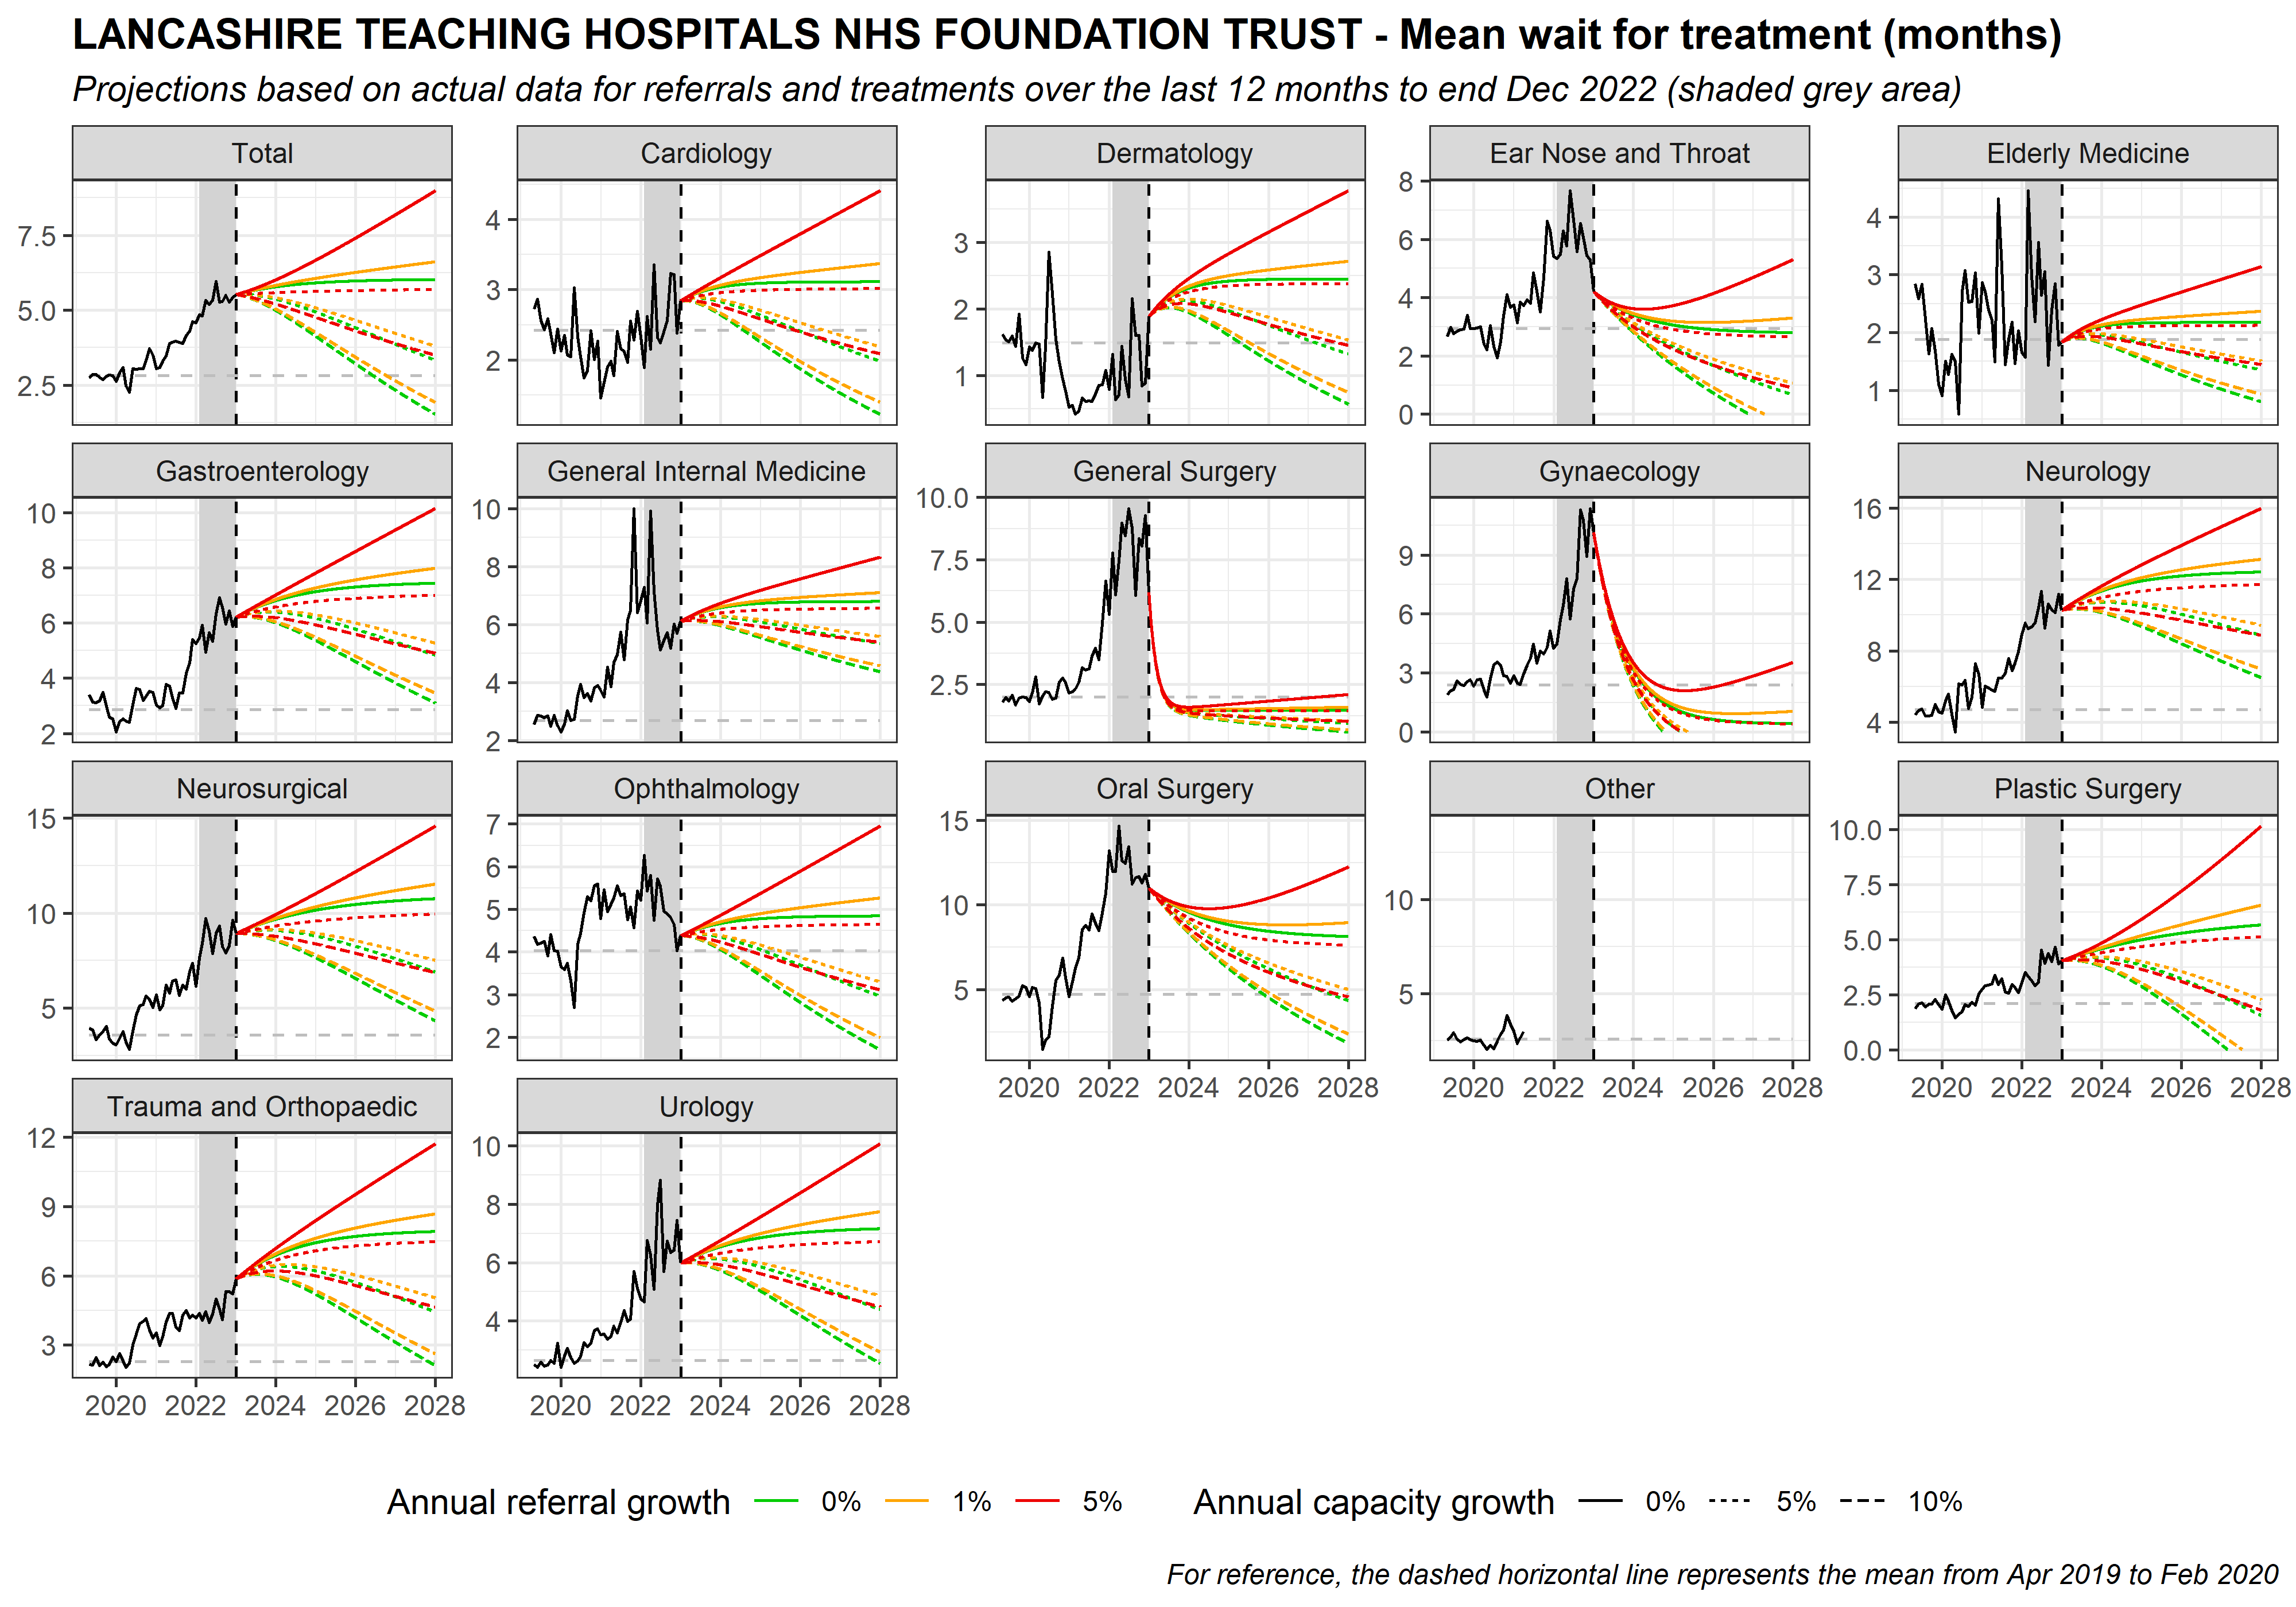 LANCASHIRE TEACHING HOSPITALS NHS FOUNDATION TRUST - Mean wait for treatment (months)
Projections based on actual data for referrals and treatments over the last 12 months to end Dec 2022 (shaded grey area)
Total Cardiology Dermatology Ear Nose and Throat Elderly Medicine
7.5 5.0 2.5
4 3 2
3 2 1
8 6 4 2 0
4 3 2 1
Gastroenterology General Internal Medicine General Surgery Gynaecology Neurology
10 8 6 4 2
10 8 6 4 2
10.0 7.5 5.0 2.5
9 6 3 0
16 12 8 4
Neurosurgical Ophthalmology Oral Surgery Other Plastic Surgery
15 10 5
7 6 5 4 3 2
15 10 5
10 5
10.0 7.5 5.0 2.5 0.0
2020 2022 2024 2026 2028
2020 2022 2024 2026 2028
2020 2022 2024 2026 2028
Trauma and Orthopaedic Urology
12 9 6 3
10 8 6 4
2020 2022 2024 2026 2028
2020 2022 2024 2026 2028
Annual referral growth 0% 1% 5% Annual capacity growth 0% 5% 10%
For reference, the dashed horizontal line represents the mean from Apr 2019 to Feb 2020